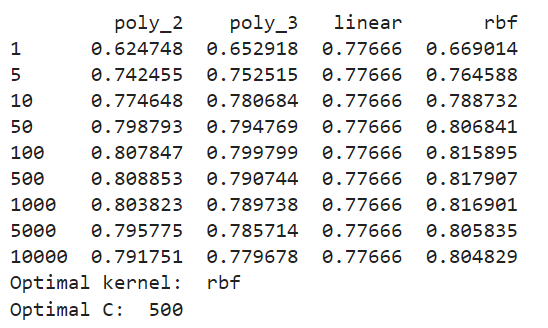 poly_2 poly_3 linear rbf
1 0.624748 0.652918 0.77666 0.669014
5 0.742455 0.752515 0.77666 0.764588
10 0.774648 0.780684 0.77666 0.788732
50 0.798793 0.794769 0.77666 0.806841
100 0.807847 0.799799 0.77666 0.815895
500 0.808853 0.790744 0.77666 0.817907
1000 0.803823 0.789738 0.77666 0.816901
5000 0.795775 0.785714 0.77666 0.805835
10000 0.791751 0.779678 0.77666 0.804829
Optimal kernel: rbf
Optimal C: 500